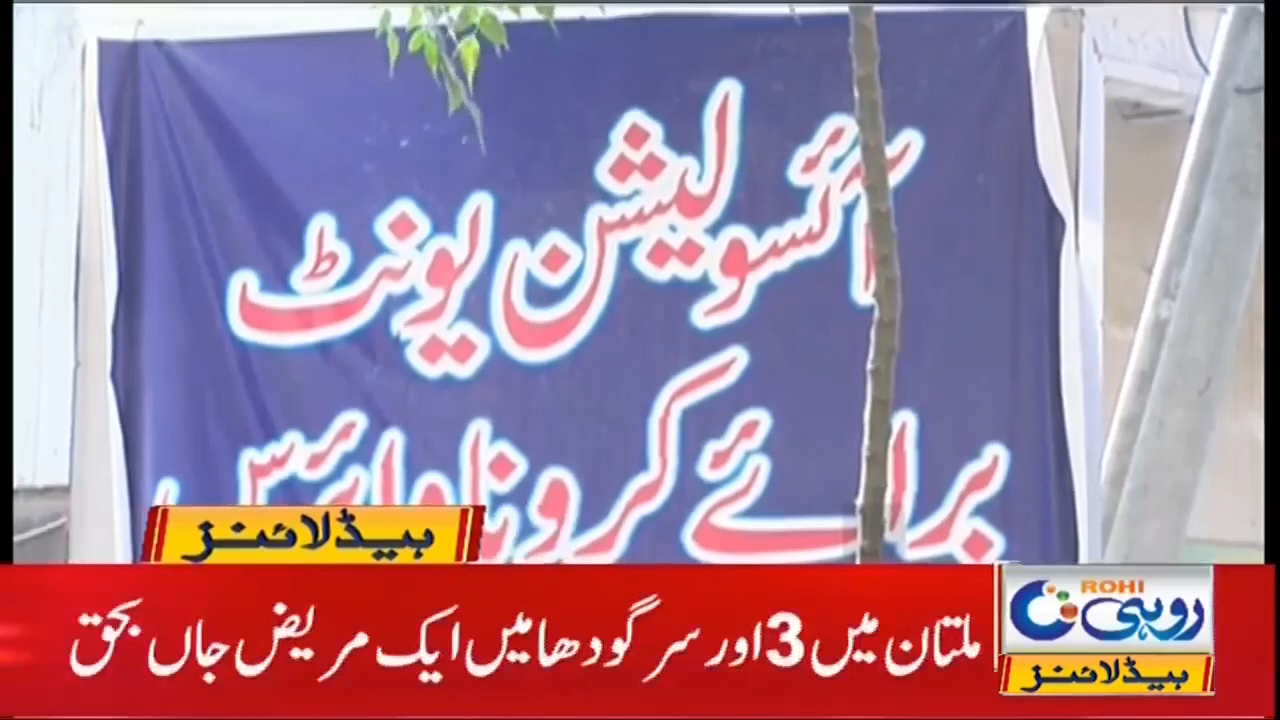 آئسولیشن یونٹ
برائے کرونا وائرس
ہیڈلائنز
ملتان میں 3 اور سرگودھا میں ایک مریض جاں بحق
ROHI
روہی
ہیڈلائنز